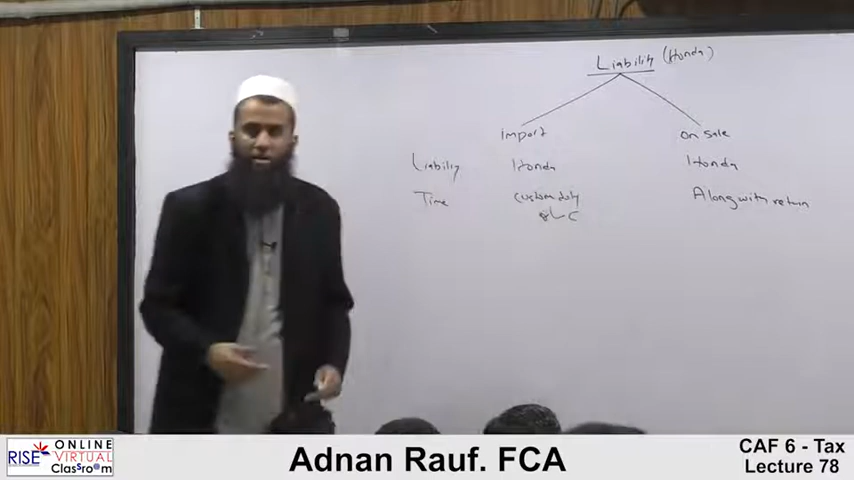 Liability (Honda)
import On sale
Liability Honda Honda
Time Custom duty Along with return
&LC
RISE ONLINE VIRTUAL ClaSSrOOm
Adnan Rauf. FCA
CAF 6 - Tax
Lecture 78